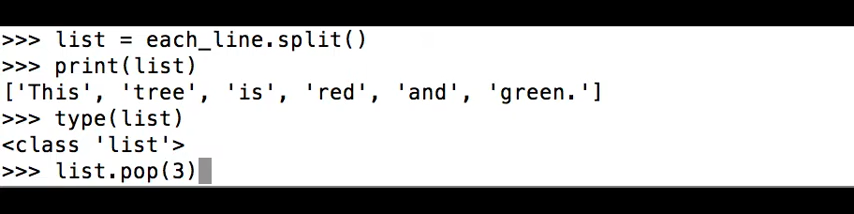 >>> list = each_line.split()
>>> print(list)
['This', 'tree', 'is', 'red', 'and', 'green.']
>>> type(list)
<class 'list'>
>>> list.pop(3)